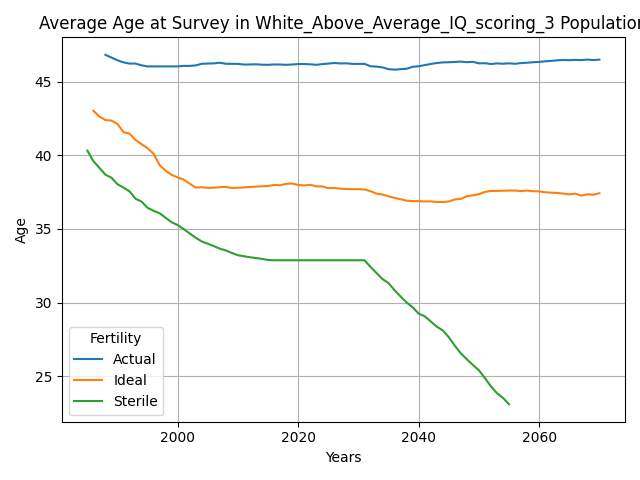 Average Age at Survey in White_Above_Average_IQ_scoring_3 Population
45
40
35
30
25
Age
Fertility
Actual
Ideal
Sterile
2000 2020 2040 2060
Years